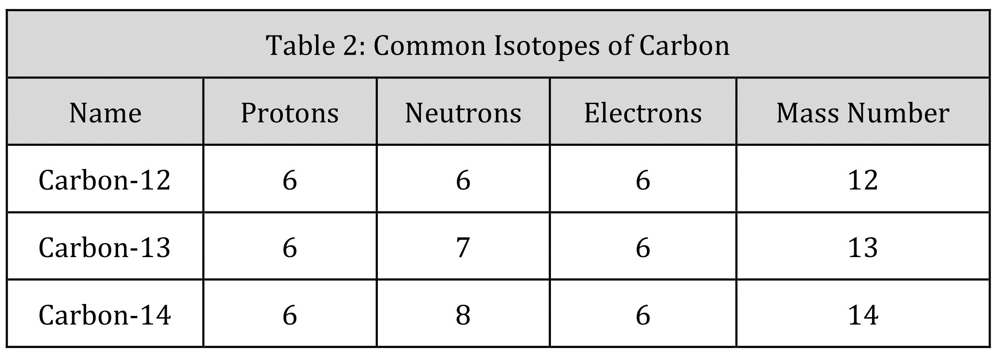 Table 2: Common Isotopes of Carbon
Name Protons Neutrons Electrons Mass Number
Carbon-12 6 6 6 12
Carbon-13 6 7 6 13
Carbon-14 6 8 6 14